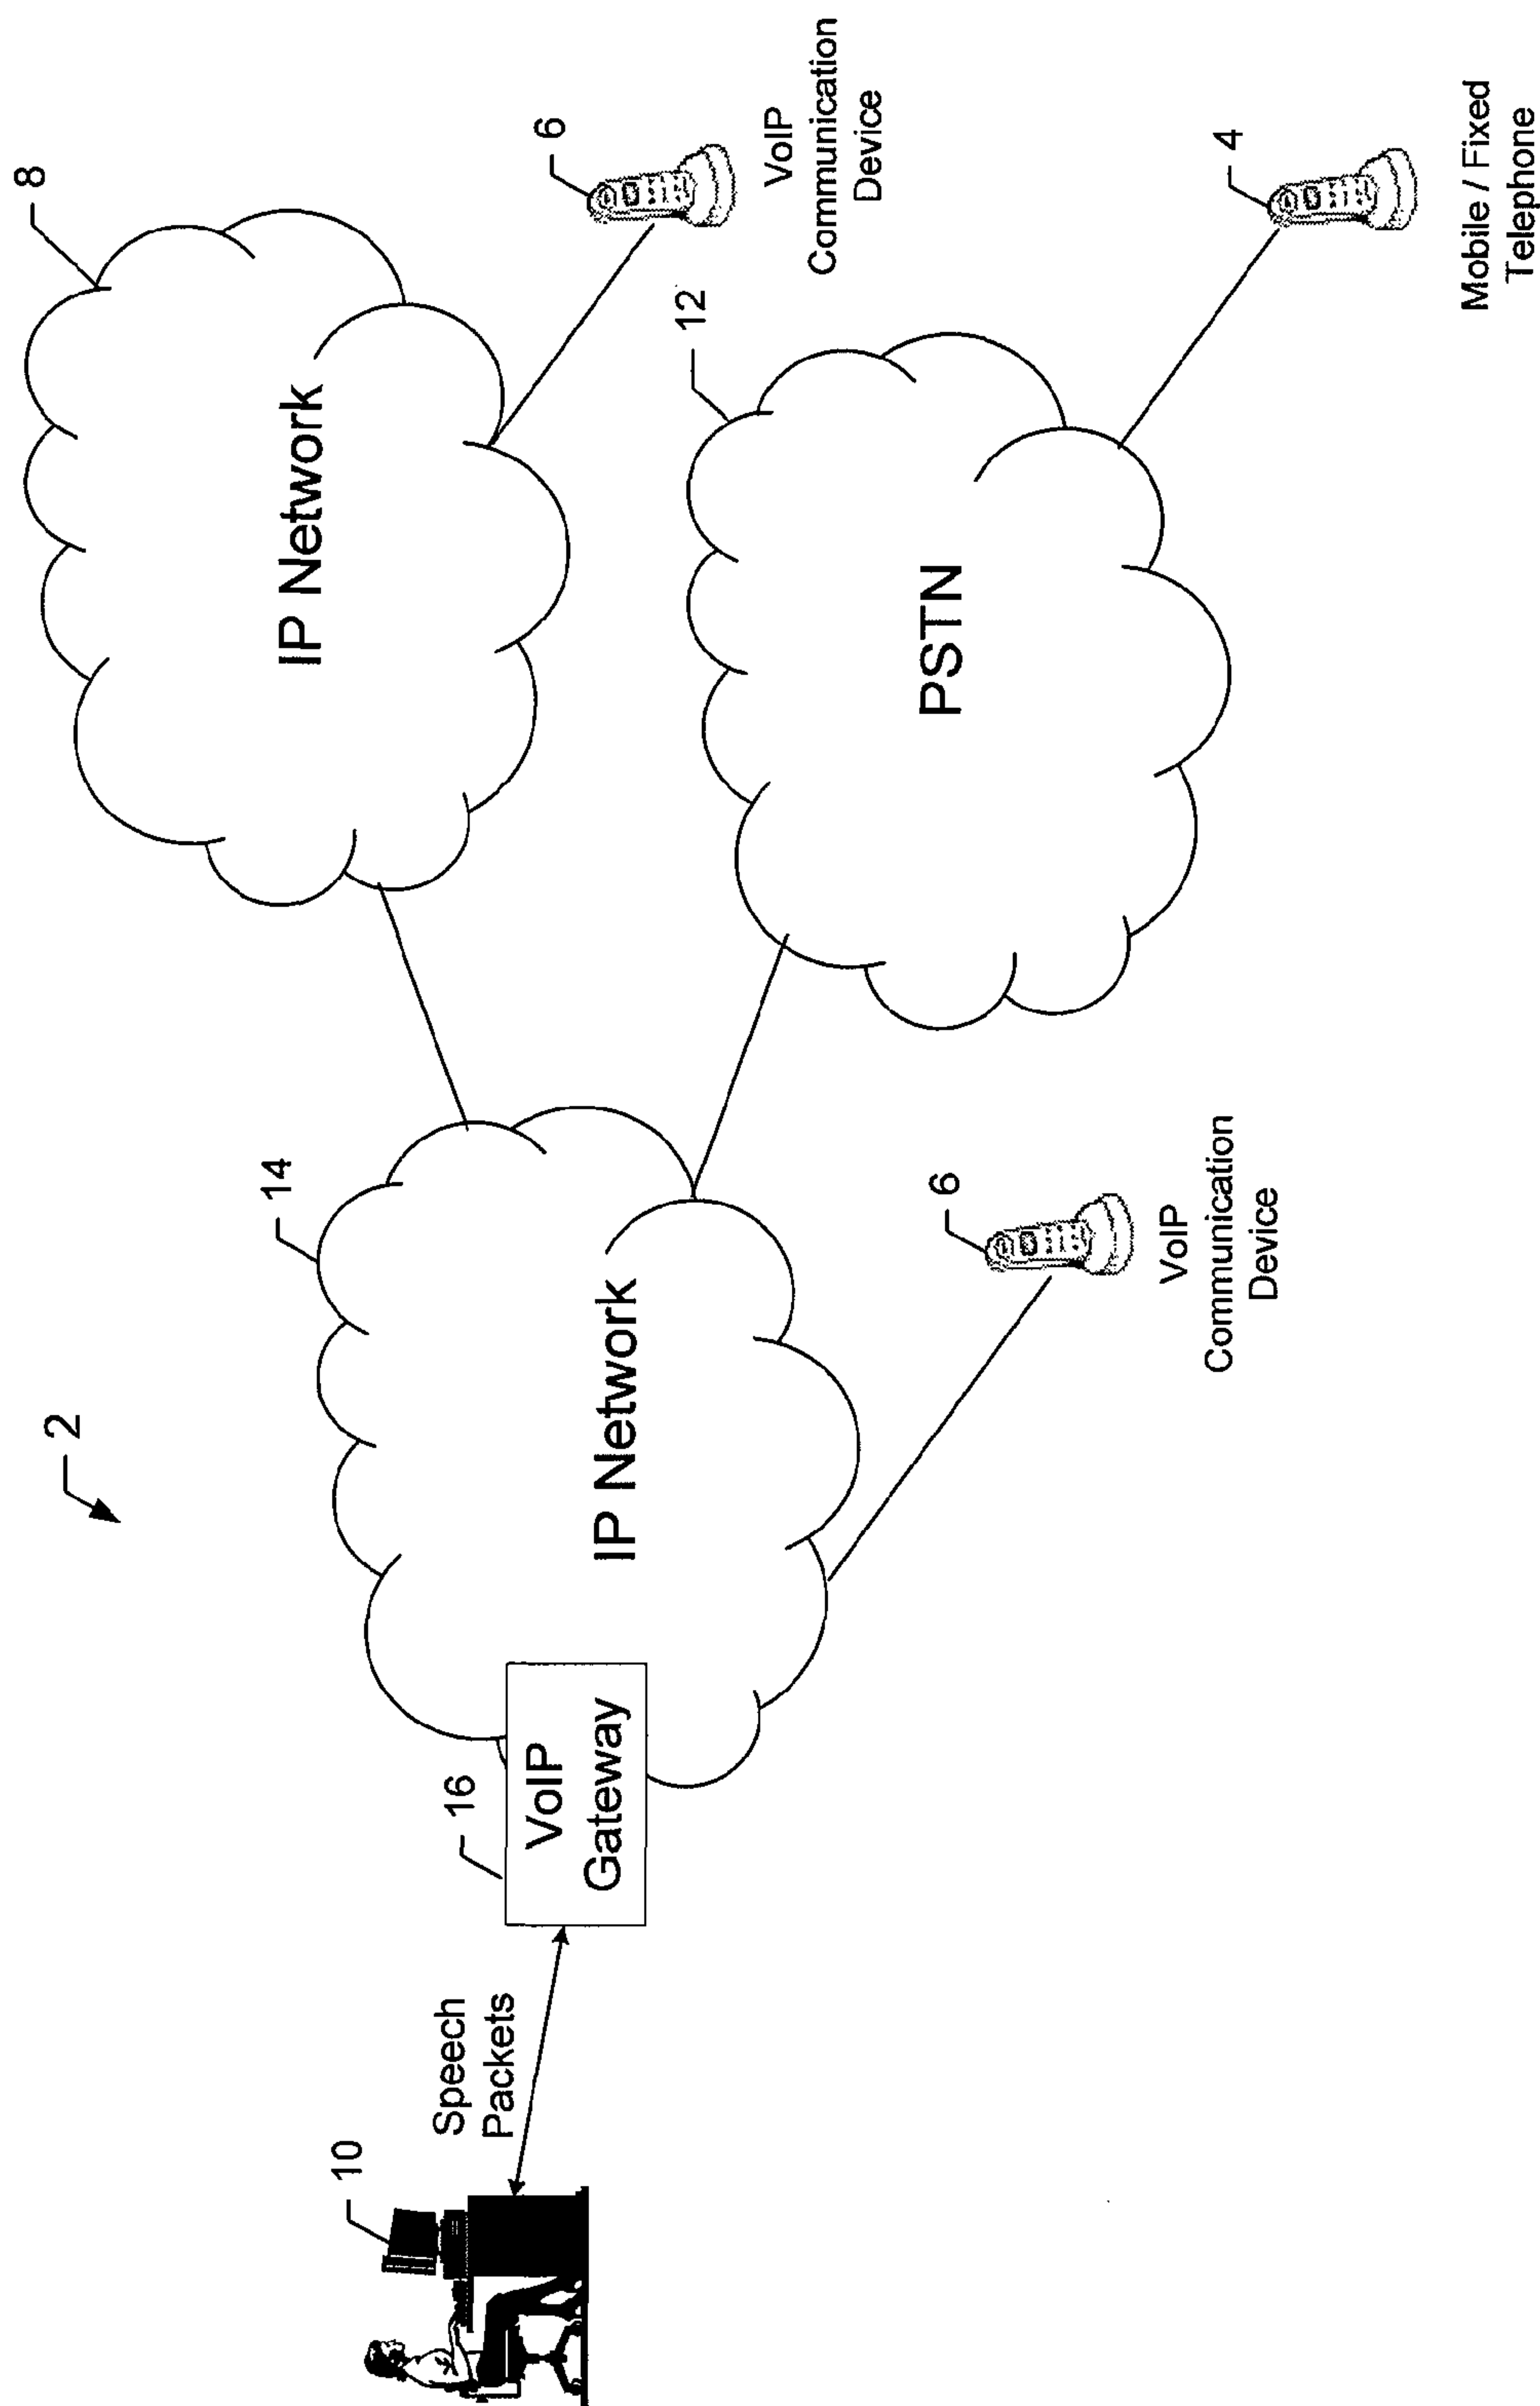 2
8
IP Network
6
VoIP
Communication
Device
14
IP Network
12
PSTN
4
Mobile / Fixed
Telephone
10
Speech
Packets
16
VoIP
Gateway
6
VoIP
Communication
Device